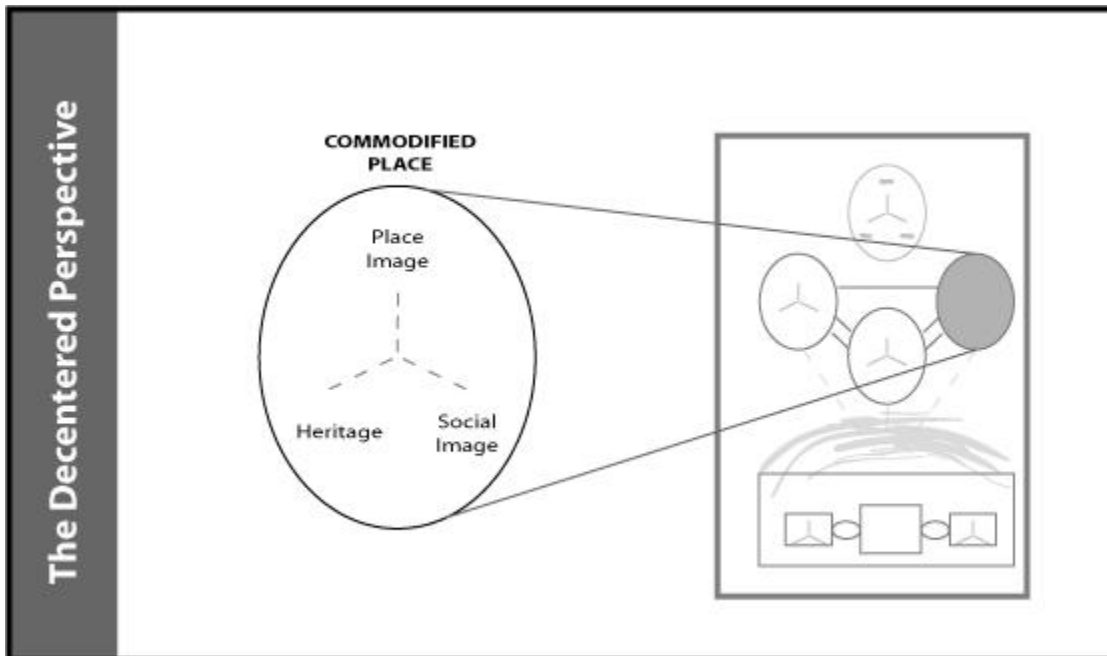 The Decentered Perspective
COMMODIFIED
PLACE
Place
Image
Heritage
Social
Image